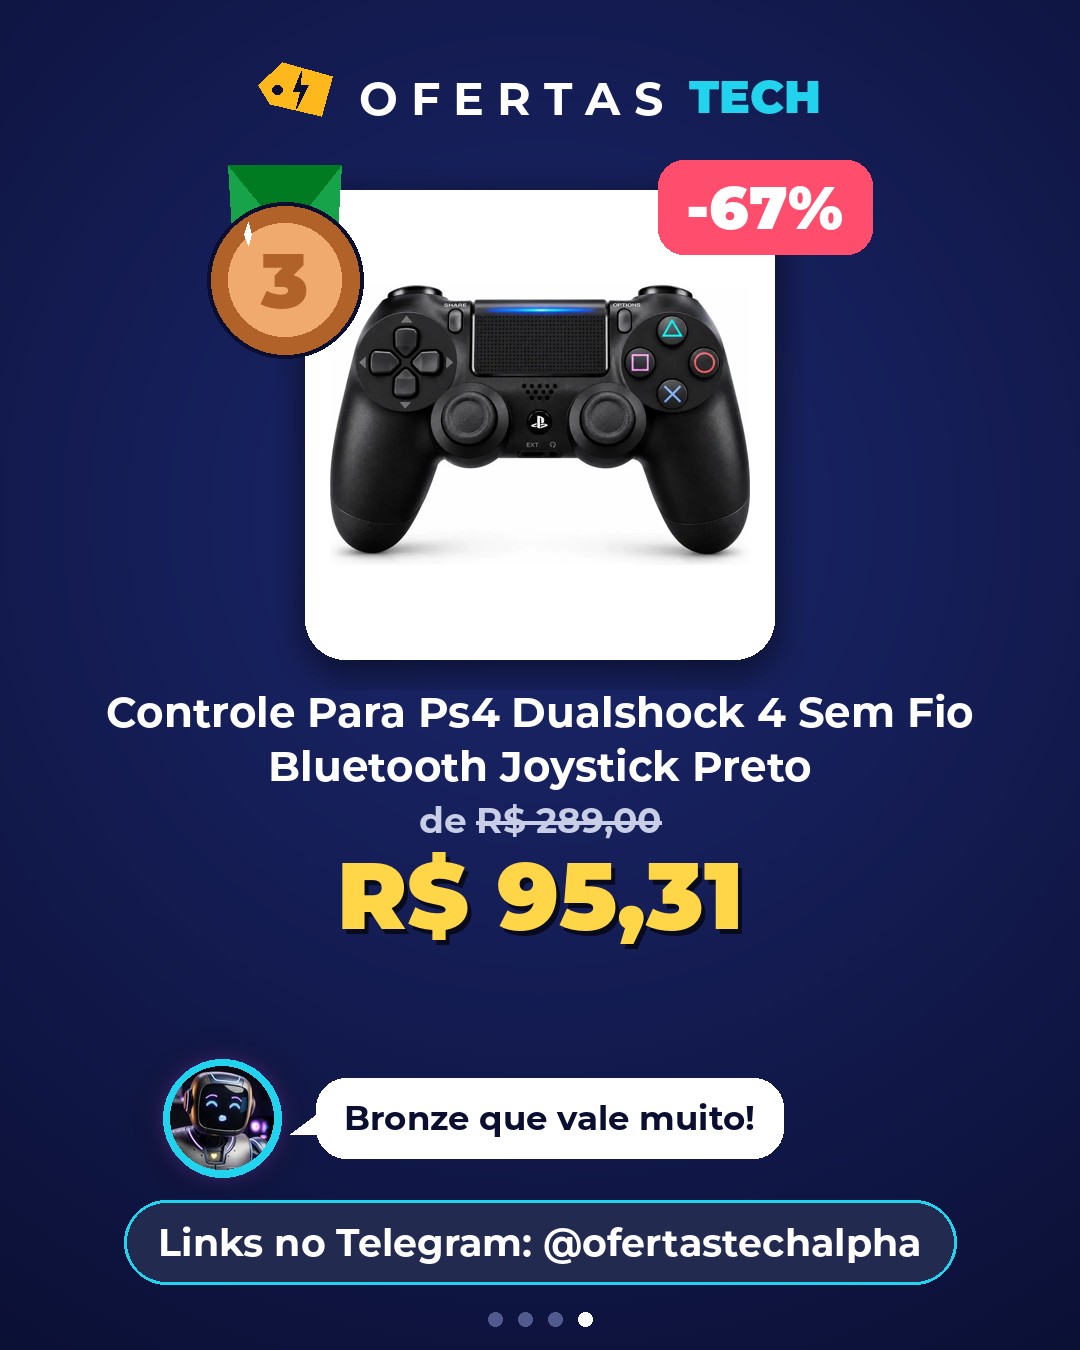 OFERTAS TECH
-67%
3
SHARE
OPTIONS
EXT
Controle Para Ps4 Dualshock 4 Sem Fio
Bluetooth Joystick Preto
de R$ 289,00
R$ 95,31
Bronze que vale muito!
Links no Telegram: @ofertastechalpha